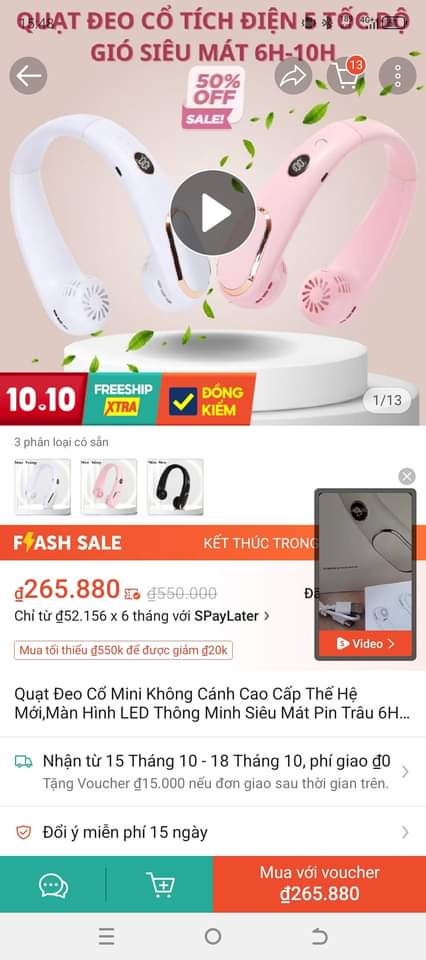 QUẠT ĐEO CỔ TÍCH ĐIỆN 5 TỐC ĐỘ
15:48
4G
GIÓ SIÊU MÁT 6H-10H
13
50%
OFF
SALE!
10.10
FREESHIP
XTRA
ĐỒNG
KIỂM
1/13
3 phân loại có sẵn
FLASH SALE
KẾT THÚC TRONG
₫265.880
₫550.000
Chỉ từ ₫52.156 x 6 tháng với SPayLater
Video
Mua tối thiểu ₫550k để được giảm ₫20k
Quạt Đeo Cổ Mini Không Cánh Cao Cấp Thế Hệ
Mới,Màn Hình LED Thông Minh Siêu Mát Pin Trâu 6H...
Nhận từ 15 Tháng 10 - 18 Tháng 10, phí giao ₫0
Tặng Voucher ₫15.000 nếu đơn giao sau thời gian trên.
Đổi ý miễn phí 15 ngày
Mua với voucher
₫265.880